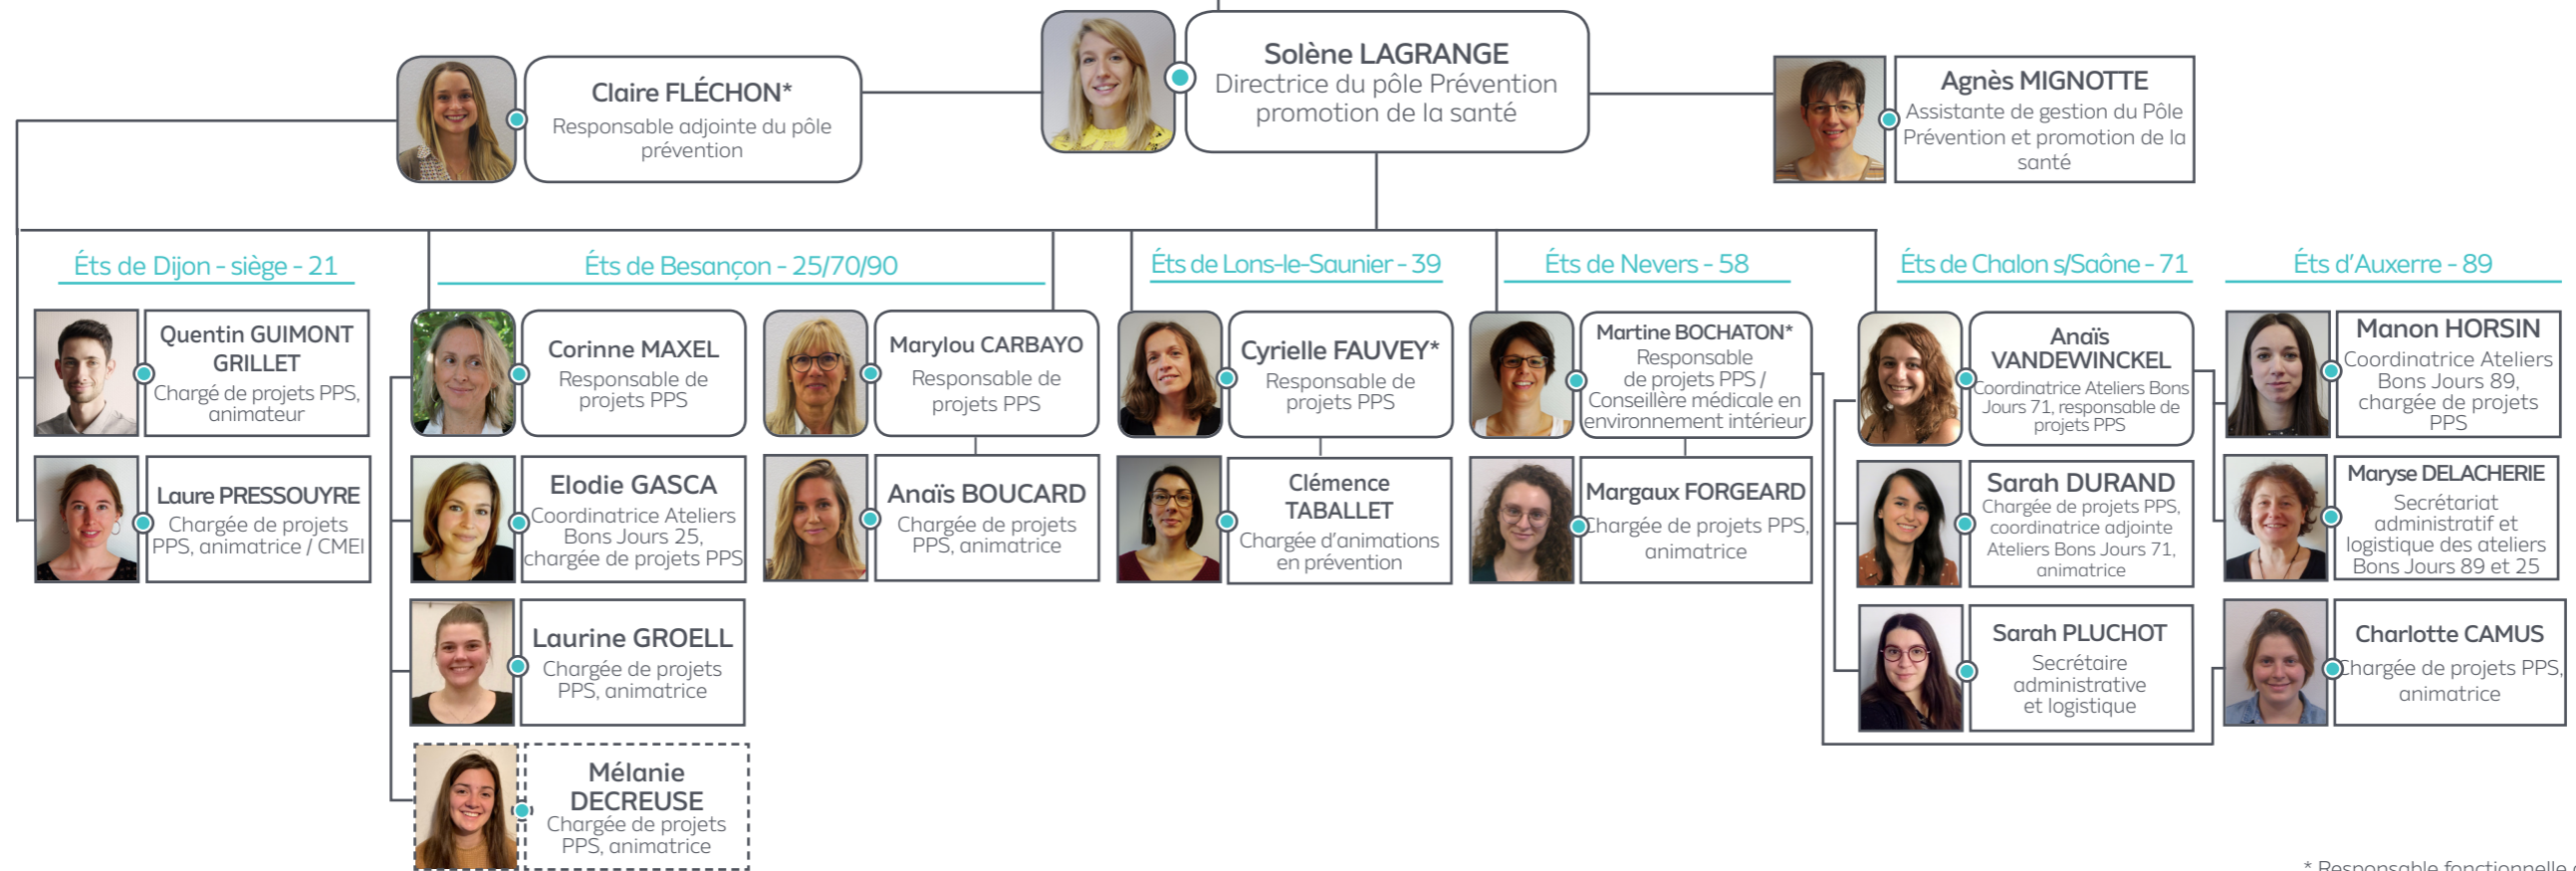 Solène LAGRANGE
Directrice du pôle Prévention
promotion de la santé
Claire FLÉCHON*
Responsable adjointe du pôle
prévention
Agnès MIGNOTTE
Assistante de gestion du Pôle
Prévention et promotion de la
santé
Éts de Dijon - siège - 21
Quentin GUIMONT
GRILLET
Chargé de projets PPS,
animateur
Laure PRESSOUYRE
Chargée de projets
PPS, animatrice / CMEI
Éts de Besançon - 25/70/90
Corinne MAXEL
Responsable de
projets PPS
Elodie GASCA
Coordinatrice Ateliers
Bons Jours 25,
chargée de projets PPS
Laurine GROELL
Chargée de projets
PPS, animatrice
Mélanie
DECREUSE
Chargée de projets
PPS, animatrice
Marylou CARBAYO
Responsable de
projets PPS
Anaïs BOUCARD
Chargée de projets
PPS, animatrice
Éts de Lons-le-Saunier - 39
Cyrielle FAUVEY*
Responsable de
projets PPS
Clémence
TABALLET
Chargée d'animations
en prévention
Éts de Nevers - 58
Martine BOCHATON*
Responsable
de projets PPS /
Conseillère médicale en
environnement intérieur
Margaux FORGEARD
Chargée de projets PPS,
animatrice
Éts de Chalon s/Saône - 71
Anaïs
VANDEWINCKEL
Coordinatrice Ateliers Bons
Jours 71, responsable de
projets PPS
Sarah DURAND
Chargée de projets PPS,
coordinatrice adjointe
Ateliers Bons Jours 71,
animatrice
Sarah PLUCHOT
Secrétaire
administrative
et logistique
Éts d'Auxerre - 89
Manon HORSIN
Coordinatrice Ateliers
Bons Jours 89,
chargée de projets
PPS
Maryse DELACHERIE
Secrétariat
administratif et
logistique des ateliers
Bons Jours 89 et 25
Charlotte CAMUS
Chargée de projets PPS,
animatrice
* Responsable fonctionnelle